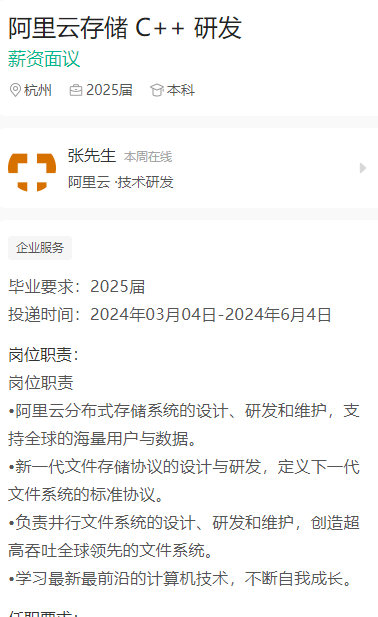 阿里云存储 C++ 研发
薪资面议
杭州 2025届 本科
张先生 本周在线
阿里云 ·技术研发
企业服务
毕业要求：2025届
投递时间：2024年03月04日-2024年6月4日
岗位职责：
岗位职责
•阿里云分布式存储系统的设计、研发和维护，支
持全球的海量用户与数据。
•新一代文件存储协议的设计与研发，定义下一代
文件系统的标准协议。
•负责并行文件系统的设计、研发和维护，创造超
高吞吐全球领先的文件系统。
•学习最新最前沿的计算机技术，不断自我成长。
任职要求：